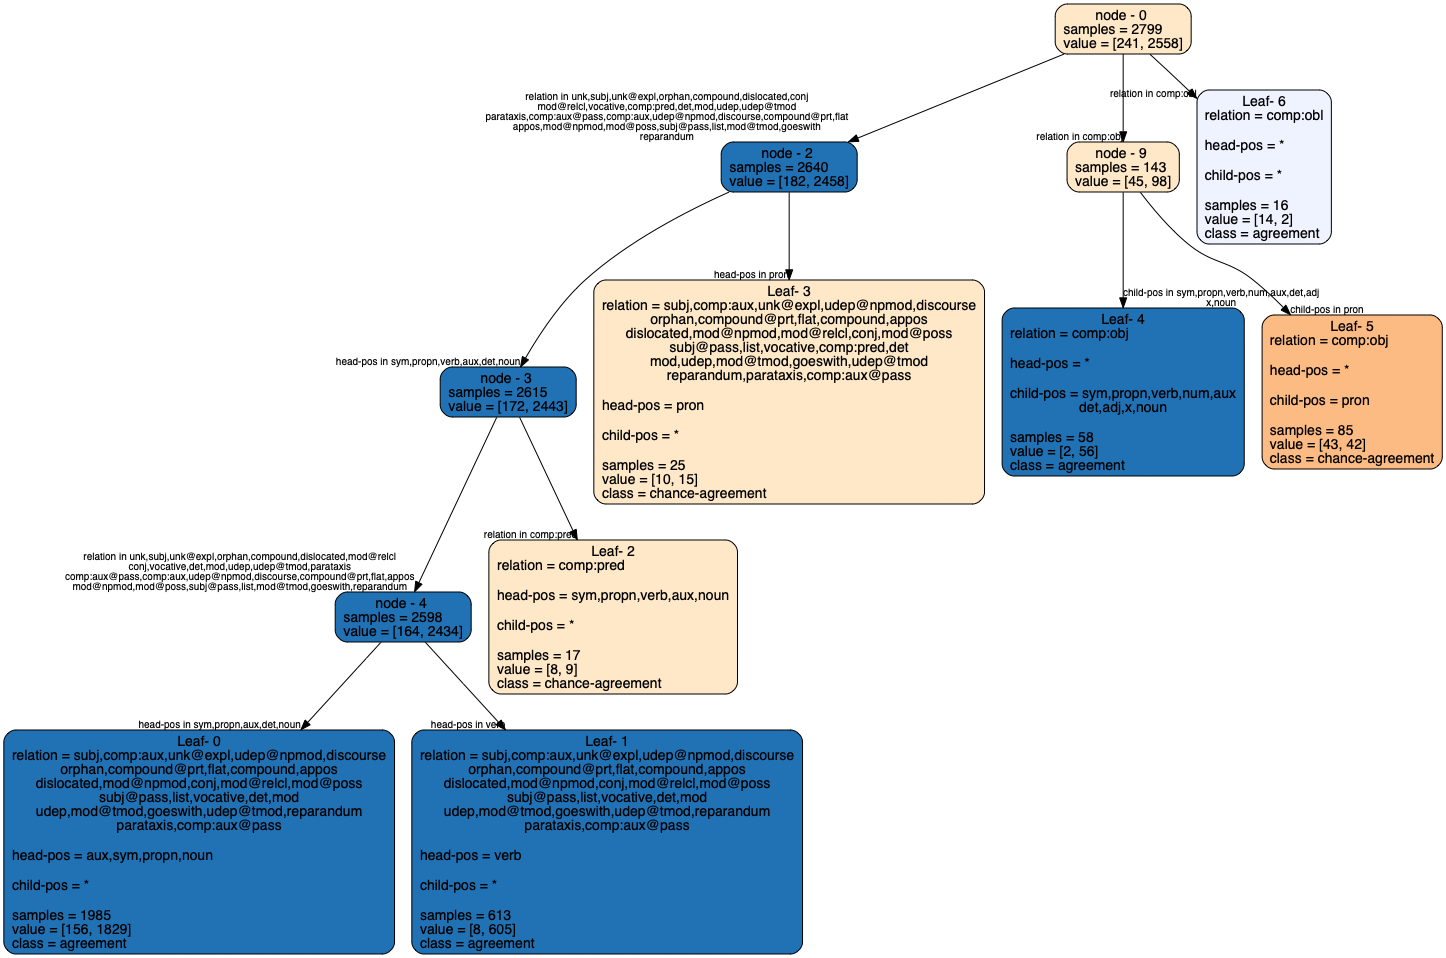 node - 0
samples = 2799
value = [241, 2558]
relation in unk,subj,unk@expl,orphan,compound,dislocated,conj
mod@relcl,vocative,comp:pred,det,mod,udep,udep@tmod
parataxis,comp:aux@pass,comp:aux,udep@npmod,discourse,compound@prt,flat
appos,mod@npmod,mod@poss,subj@pass,list,mod@tmod,goeswith
reparandum
relation in comp:obj
relation in comp:obl
node - 2
samples = 2640
value = [182, 2458]
node - 9
samples = 143
value = [45, 98]
Leaf- 6
relation = comp:obl
head-pos = *
child-pos = *
samples = 16
value = [14, 2]
class = agreement
head-pos in sym,propn,verb,aux,det,noun
head-pos in pron
child-pos in sym,propn,verb,num,aux,det,adj
x,noun
child-pos in pron
node - 3
samples = 2615
value = [172, 2443]
Leaf- 3
relation = subj,comp:aux,unk@expl,udep@npmod,discourse
orphan,compound@prt,flat,compound,appos
dislocated,mod@npmod,mod@relcl,conj,mod@poss
subj@pass,list,vocative,comp:pred,det
mod,udep,mod@tmod,goeswith,udep@tmod
reparandum,parataxis,comp:aux@pass
head-pos = pron
child-pos = *
samples = 25
value = [10, 15]
class = chance-agreement
Leaf- 4
relation = comp:obj
head-pos = *
child-pos = sym,propn,verb,num,aux
det,adj,x,noun
samples = 58
value = [2, 56]
class = agreement
Leaf- 5
relation = comp:obj
head-pos = *
child-pos = pron
samples = 85
value = [43, 42]
class = chance-agreement
relation in unk,subj,unk@expl,orphan,compound,dislocated,mod@relcl
conj,vocative,det,mod,udep,udep@tmod,parataxis
comp:aux@pass,comp:aux,udep@npmod,discourse,compound@prt,flat,appos
mod@npmod,mod@poss,subj@pass,list,mod@tmod,goeswith,reparandum
relation in comp:pred
node - 4
samples = 2598
value = [164, 2434]
Leaf- 2
relation = comp:pred
head-pos = sym,propn,verb,aux,noun
child-pos = *
samples = 17
value = [8, 9]
class = chance-agreement
head-pos in sym,propn,aux,det,noun
head-pos in verb
Leaf- 0
relation = subj,comp:aux,unk@expl,udep@npmod,discourse
orphan,compound@prt,flat,compound,appos
dislocated,mod@npmod,conj,mod@relcl,mod@poss
subj@pass,list,vocative,det,mod
udep,mod@tmod,goeswith,udep@tmod,reparandum
parataxis,comp:aux@pass
head-pos = aux,sym,propn,noun
child-pos = *
samples = 1985
value = [156, 1829]
class = agreement
Leaf- 1
relation = subj,comp:aux,unk@expl,udep@npmod,discourse
orphan,compound@prt,flat,compound,appos
dislocated,mod@npmod,conj,mod@relcl,mod@poss
subj@pass,list,vocative,det,mod
udep,mod@tmod,goeswith,udep@tmod,reparandum
parataxis,comp:aux@pass
head-pos = verb
child-pos = *
samples = 613
value = [8, 605]
class = agreement